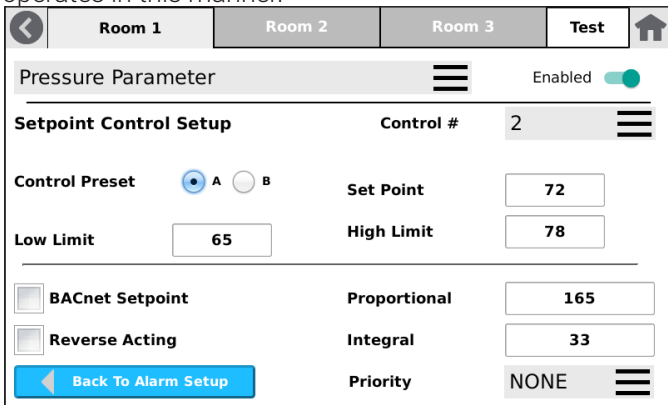 operates in this manner.
Room 1 Room 2 Room 3 Test
Pressure Parameter Enabled
Setpoint Control Setup Control # 2
Control Preset A B Set Point 72
Low Limit 65 High Limit 78
BACnet Setpoint Proportional 165
Reverse Acting Integral 33
Back To Alarm Setup Priority NONE